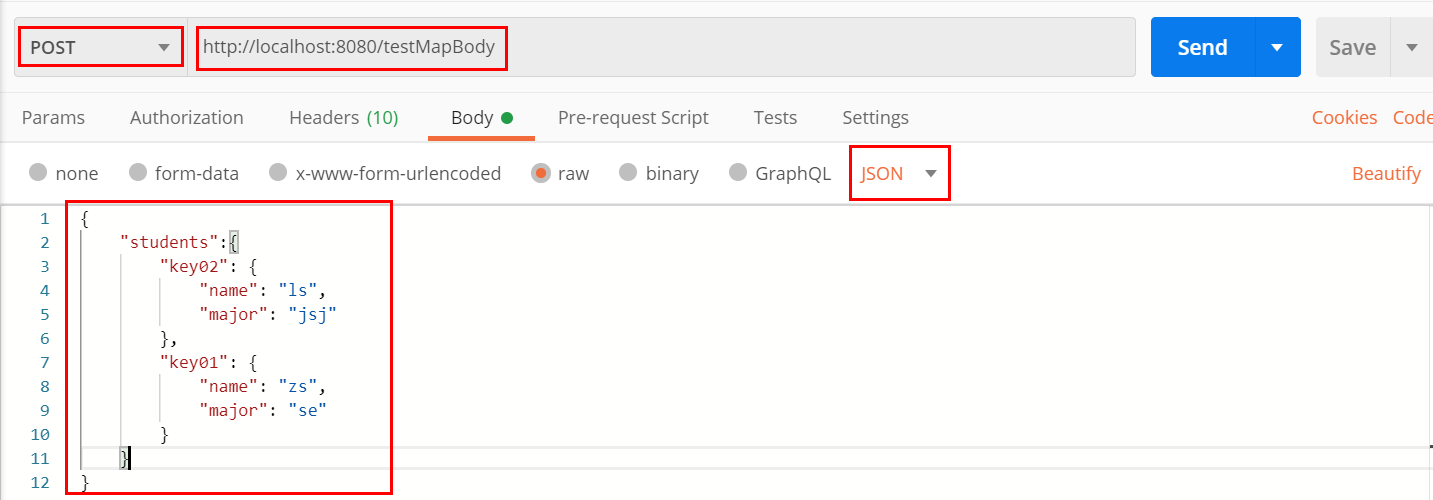 POST http://localhost:8080/testMapBody Send Save
Params Authorization Headers (10) Body Pre-request Script Tests Settings Cookies Code
none form-data x-www-form-urlencoded raw binary GraphQL JSON Beautify
1 {
2 "students":{
3 "key02": {
4 "name": "ls",
5 "major": "jsj"
6 },
7 "key01": {
8 "name": "zs",
9 "major": "se"
10 }
11 }
12 }